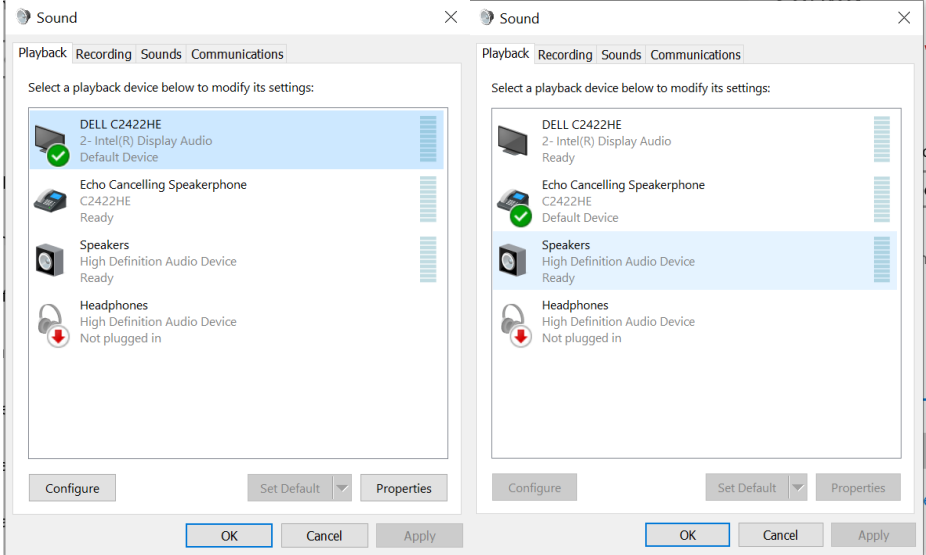 Sound
Playback Recording Sounds Communications
Select a playback device below to modify its settings:
DELL C2422HE
2- Intel(R) Display Audio
Default Device
Echo Cancelling Speakerphone
C2422HE
Ready
Speakers
High Definition Audio Device
Ready
Headphones
High Definition Audio Device
Not plugged in
Configure Set Default Properties
OK Cancel Apply
Sound
Playback Recording Sounds Communications
Select a playback device below to modify its settings:
DELL C2422HE
2- Intel(R) Display Audio
Ready
Echo Cancelling Speakerphone
C2422HE
Default Device
Speakers
High Definition Audio Device
Ready
Headphones
High Definition Audio Device
Not plugged in
Configure Set Default Properties
OK Cancel Apply